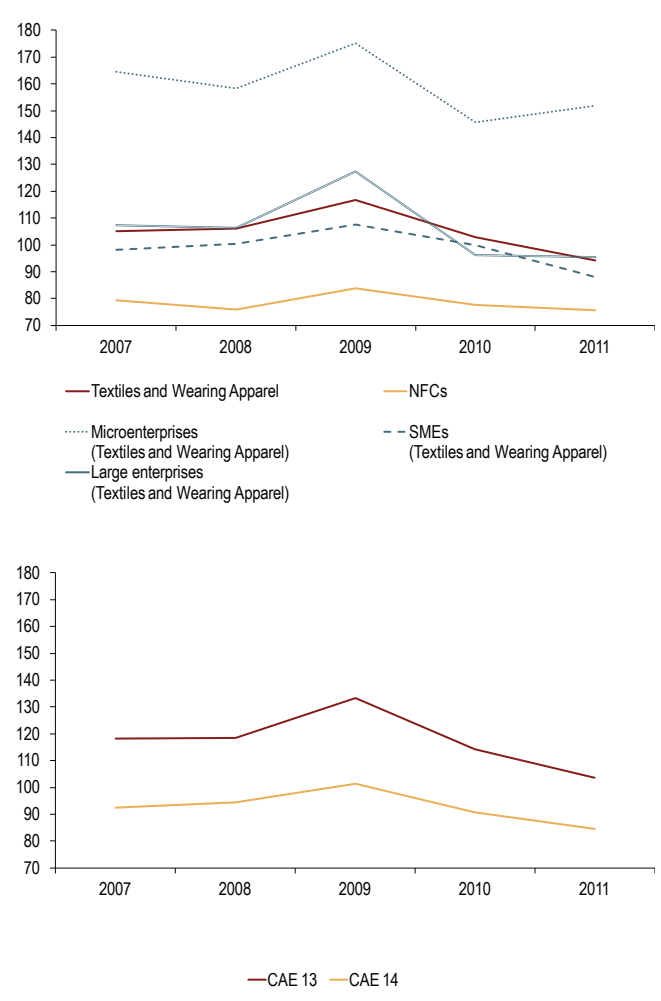 180
170
160
150
140
130
120
110
100
90
80
70
2007 2008 2009 2010 2011
Textiles and Wearing Apparel
NFCs
Microenterprises
(Textiles and Wearing Apparel)
SMEs
(Textiles and Wearing Apparel)
Large enterprises
(Textiles and Wearing Apparel)
180
170
160
150
140
130
120
110
100
90
80
70
2007 2008 2009 2010 2011
CAE 13 CAE 14